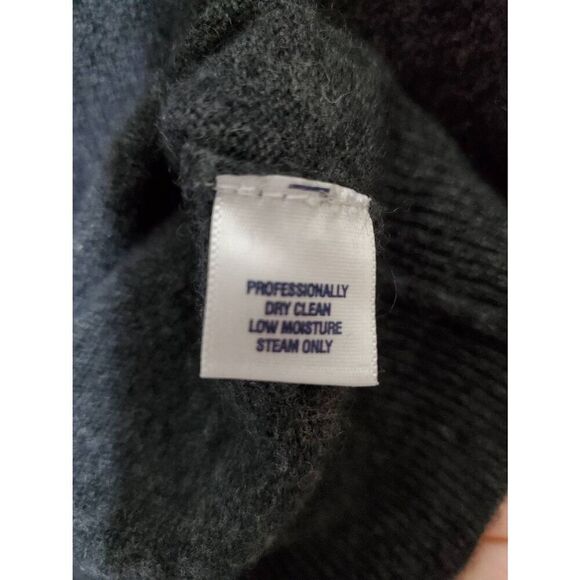 PROFESSIONALLY
DRY CLEAN
LOW MOISTURE
STEAM ONLY